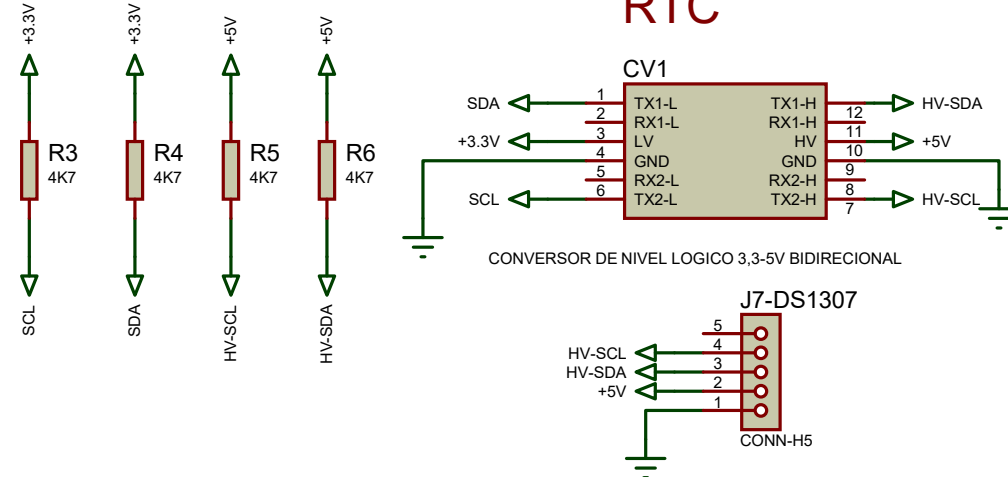 RTC
+3.3V
+3.3V
+5V
+5V
R3
4K7
R4
4K7
R5
4K7
R6
4K7
SCL
SDA
HV-SCL
HV-SDA
CV1
SDA 1 TX1-L TX1-H HV-SDA
2 RX1-L RX1-H 12
+3.3V 3 LV HV 11 +5V
4 GND GND 10
5 RX2-L RX2-H 9
SCL 6 TX2-L TX2-H 8 HV-SCL
7
CONVERSOR DE NIVEL LOGICO 3,3-5V BIDIRECIONAL
J7-DS1307
5
HV-SCL 4
HV-SDA 3
+5V 2
1
CONN-H5